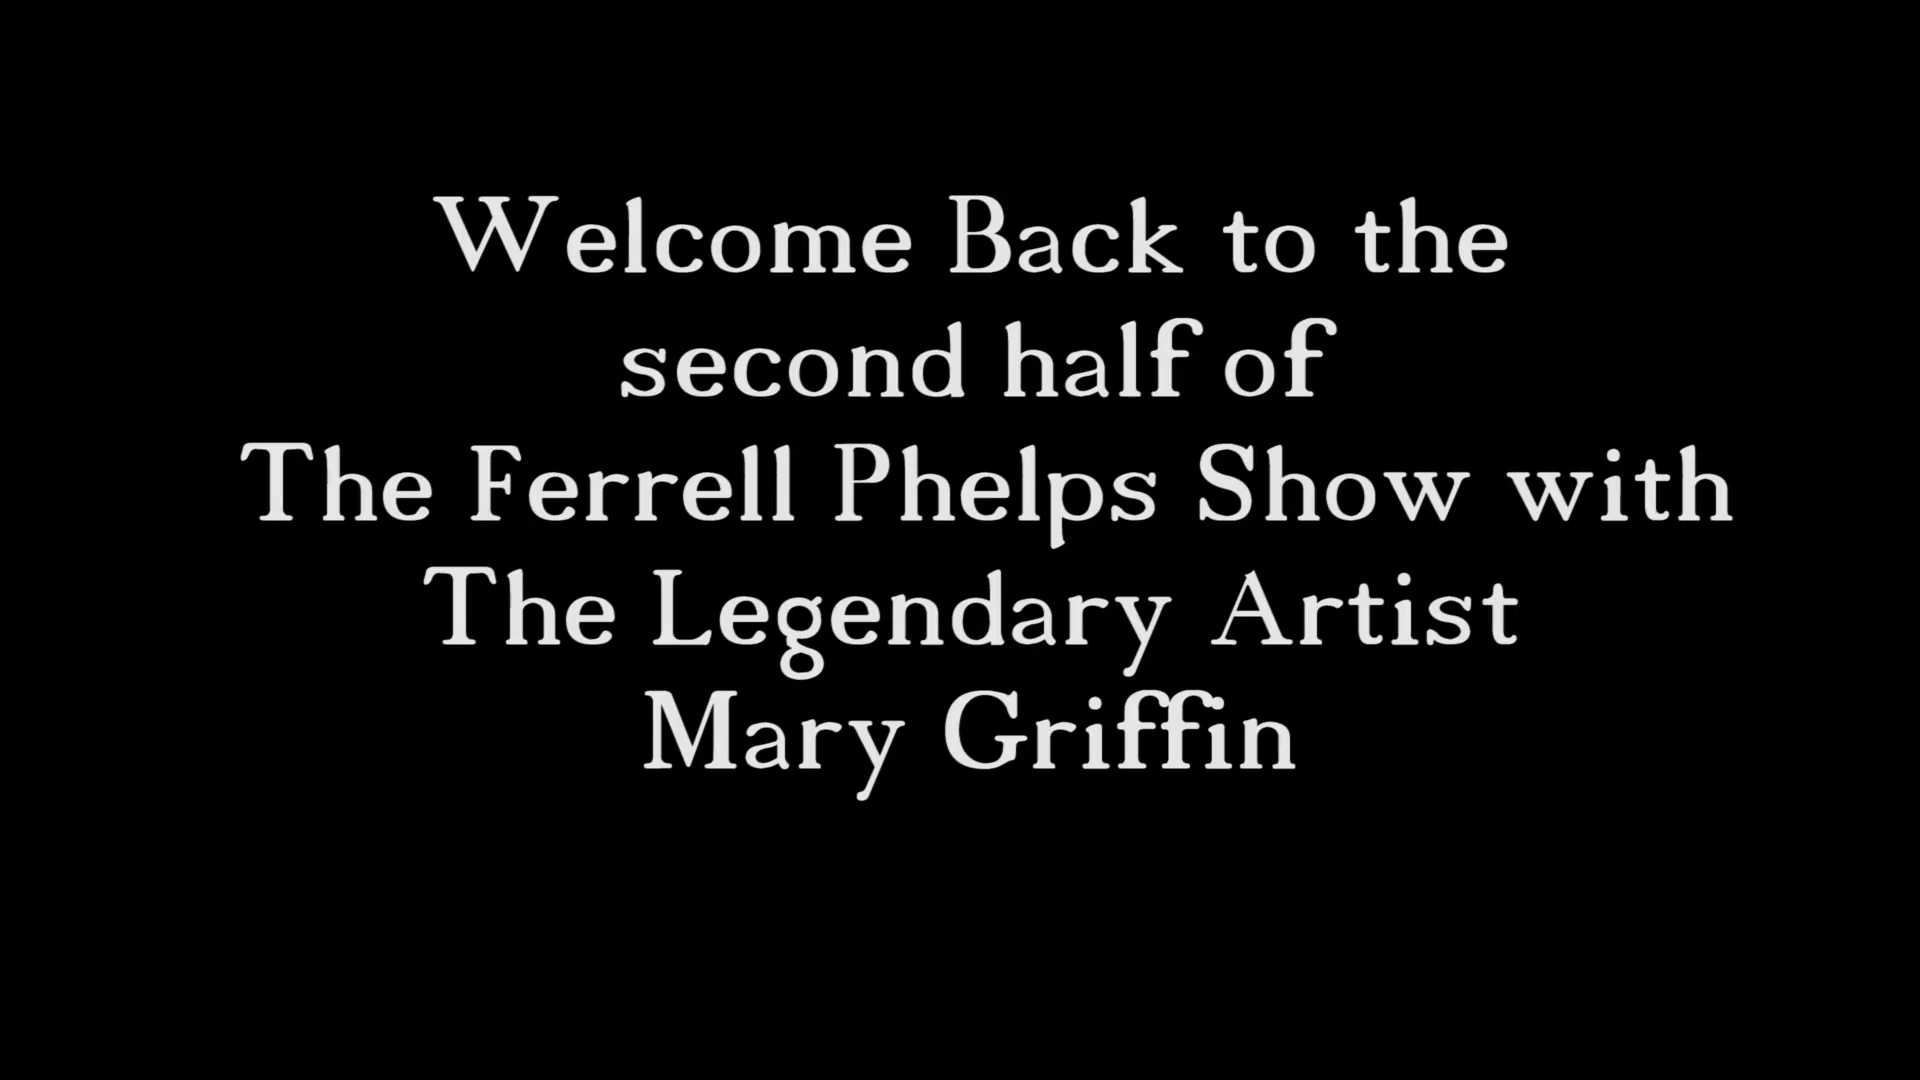 Welcome Back to the
second half of
The Ferrell Phelps Show with
The Legendary Artist
Mary Griffin